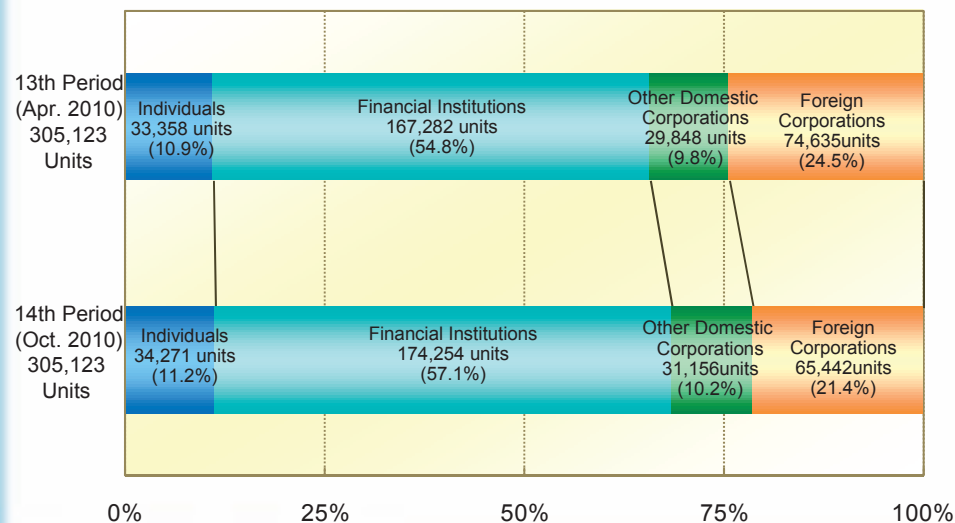 13th Period
(Apr. 2010)
305,123
Units
Individuals
33,358 units
(10.9%)
Financial Institutions
167,282 units
(54.8%)
Other Domestic
Corporations
29,848 units
(9.8%)
Foreign
Corporations
74,635units
(24.5%)
14th Period
(Oct. 2010)
305,123
Units
Individuals
34,271 units
(11.2%)
Financial Institutions
174,254 units
(57.1%)
Other Domestic
Corporations
31,156units
(10.2%)
Foreign
Corporations
65,442units
(21.4%)
0% 25% 50% 75% 100%